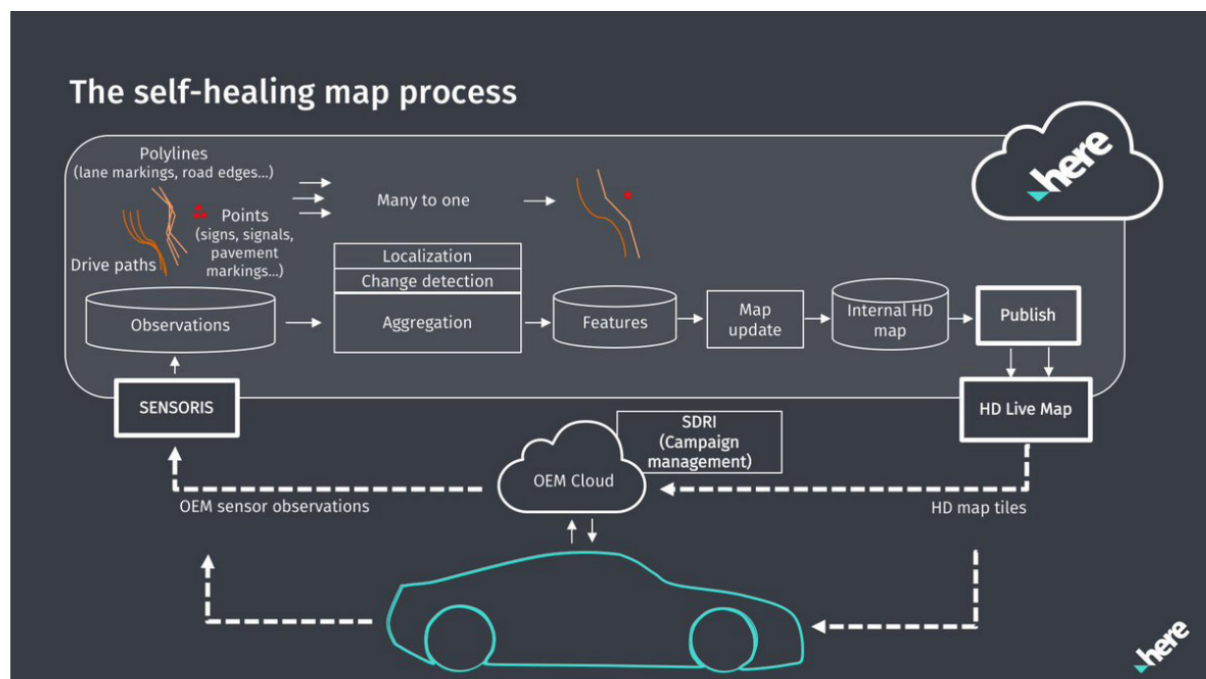 The self-healing map process
here
Polylines
(lane markings, road edges...)
Many to one
Points
(signs, signals,
pavement
markings...)
Drive paths
Localization
Change detection
Observations
Aggregation
Features
Map
update
Internal HD
map
Publish
SENSORIS
HD Live Map
SDRI
(Campaign
management)
OEM Cloud
OEM sensor observations
HD map tiles
here